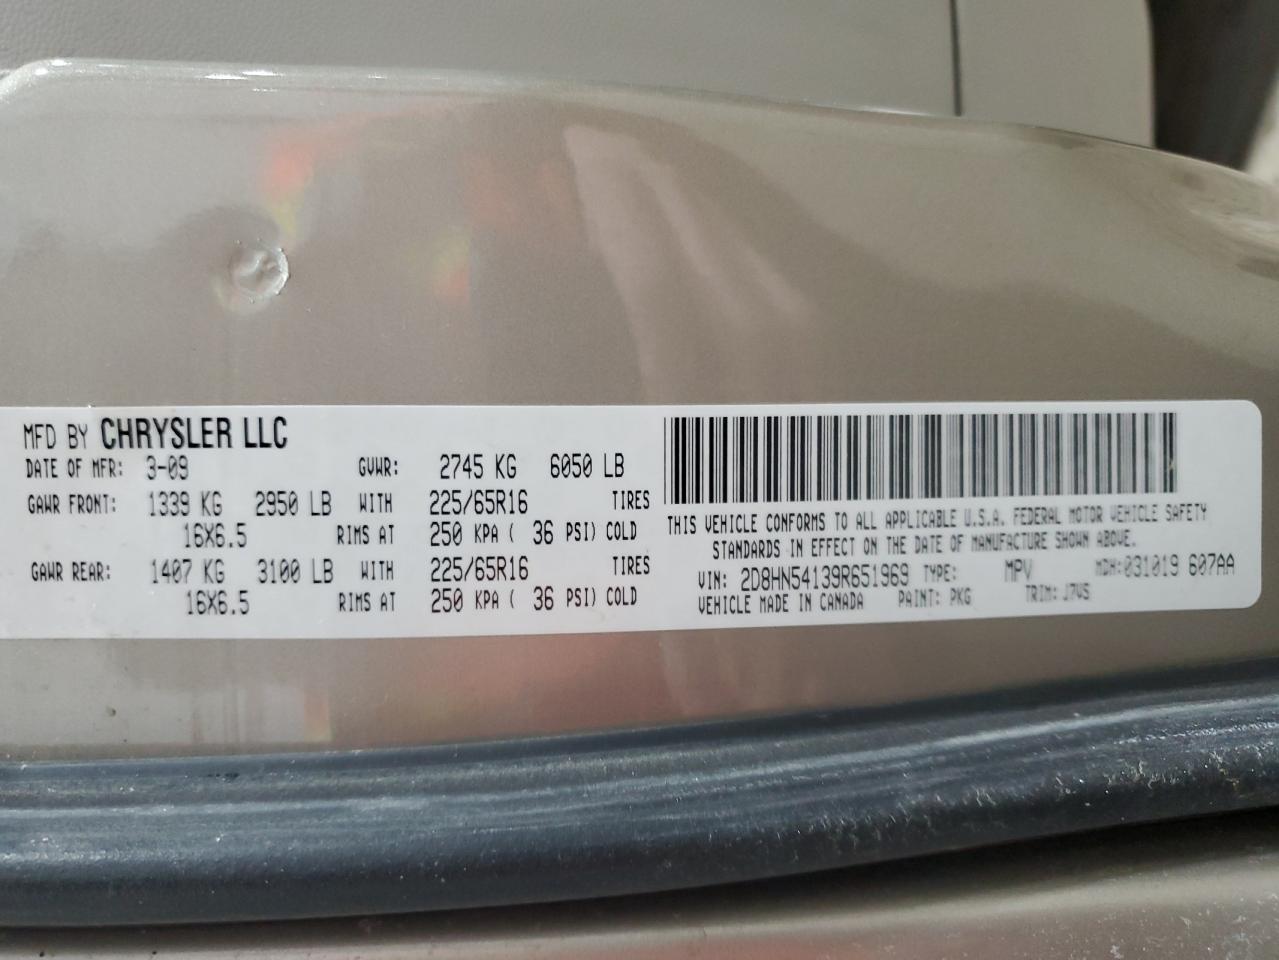 MFD BY CHRYSLER LLC
DATE OF MFR: 3-09 GVWR: 2745 KG 6050 LB
GAWR FRONT: 1339 KG 2950 LB WITH 225/65R16 TIRES
16X6.5 RIMS AT 250 KPA ( 36 PSI) COLD
GAWR REAR: 1407 KG 3100 LB WITH 225/65R16 TIRES
16X6.5 RIMS AT 250 KPA ( 36 PSI) COLD
THIS VEHICLE CONFORMS TO ALL APPLICABLE U.S.A. FEDERAL MOTOR VEHICLE SAFETY
STANDARDS IN EFFECT ON THE DATE OF MANUFACTURE SHOWN ABOVE.
VIN: 2D8HN54139R651969 TYPE: MPV MDH:031019 607AA
VEHICLE MADE IN CANADA PAINT: PKG TRIM: J7VS